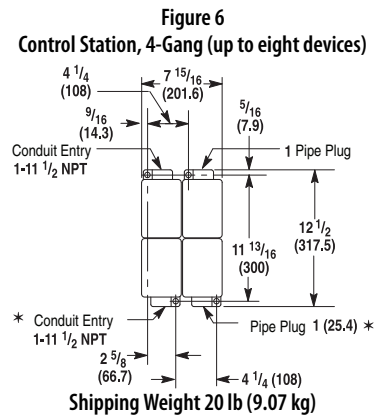 Figure 6
Control Station, 4-Gang (up to eight devices)
4 1/4
(108)
7 15/16
(201.6)
9/16
(14.3)
5/16
(7.9)
Conduit Entry
1-11 1/2 NPT
1 Pipe Plug
11 13/16
(300)
12 1/2
(317.5)
* Conduit Entry
1-11 1/2 NPT
Pipe Plug 1 (25.4) *
2 5/8
(66.7)
4 1/4 (108)
Shipping Weight 20 lb (9.07 kg)